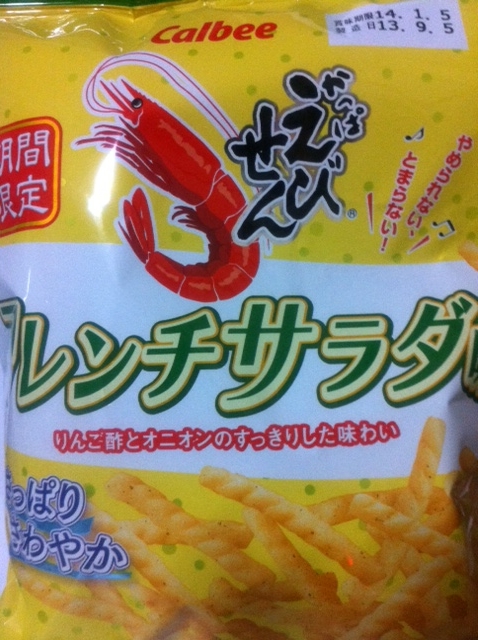 Calbee
賞味期限14. 1. 5
製造日13. 9. 5
かっぱ
えび
せん
®
やめられない♪
とまらない!♪
期間
限定
フレンチサラダ味
りんご酢とオニオンのすっきりした味わい
さっぱり
さわやか